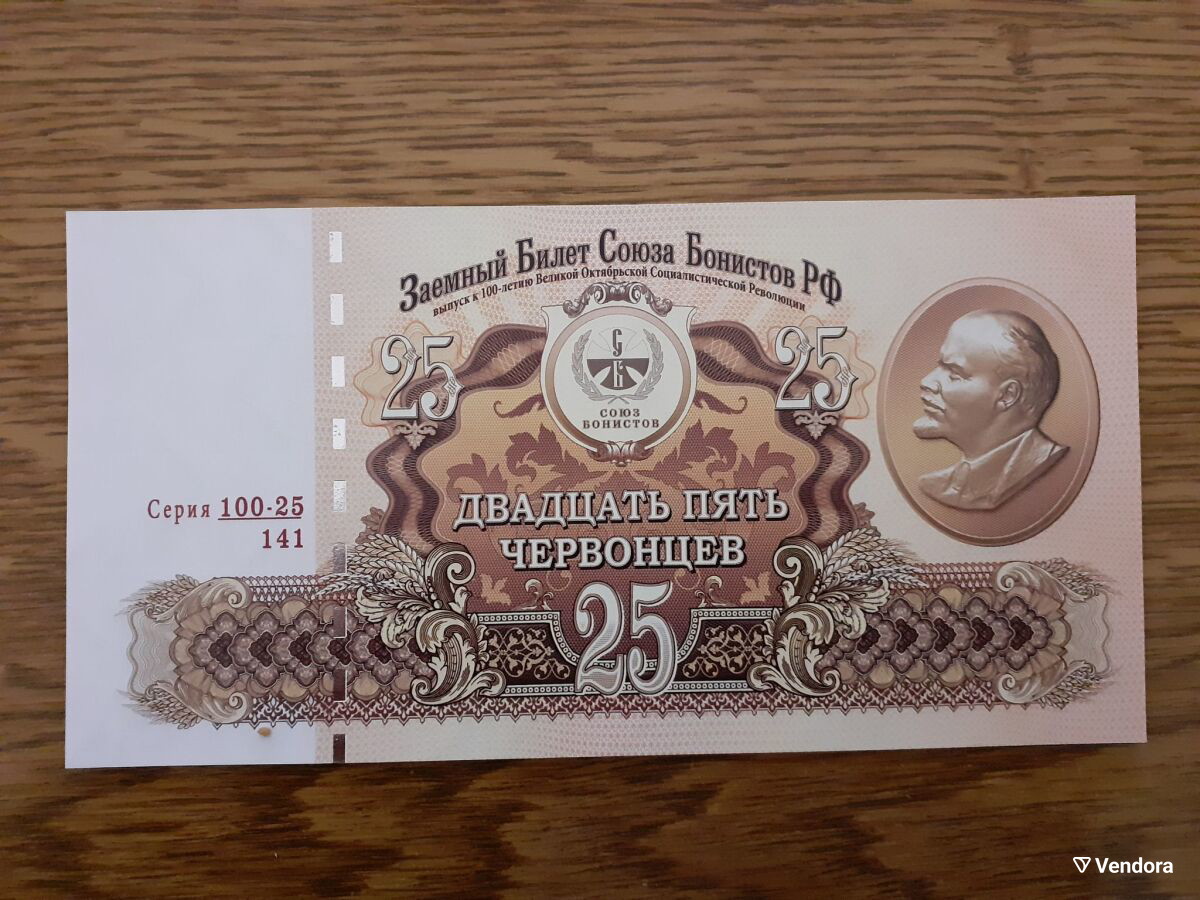 Заемный Билет Союза Бонистов РФ
выпуск к 100-летию Великой Октябрьской Социалистической Революции
25
25
СБ
СОЮЗ
БОНИСТОВ
ДВАДЦАТЬ ПЯТЬ
ЧЕРВОНЦЕВ
Серия 100-25
141
25
Vendora